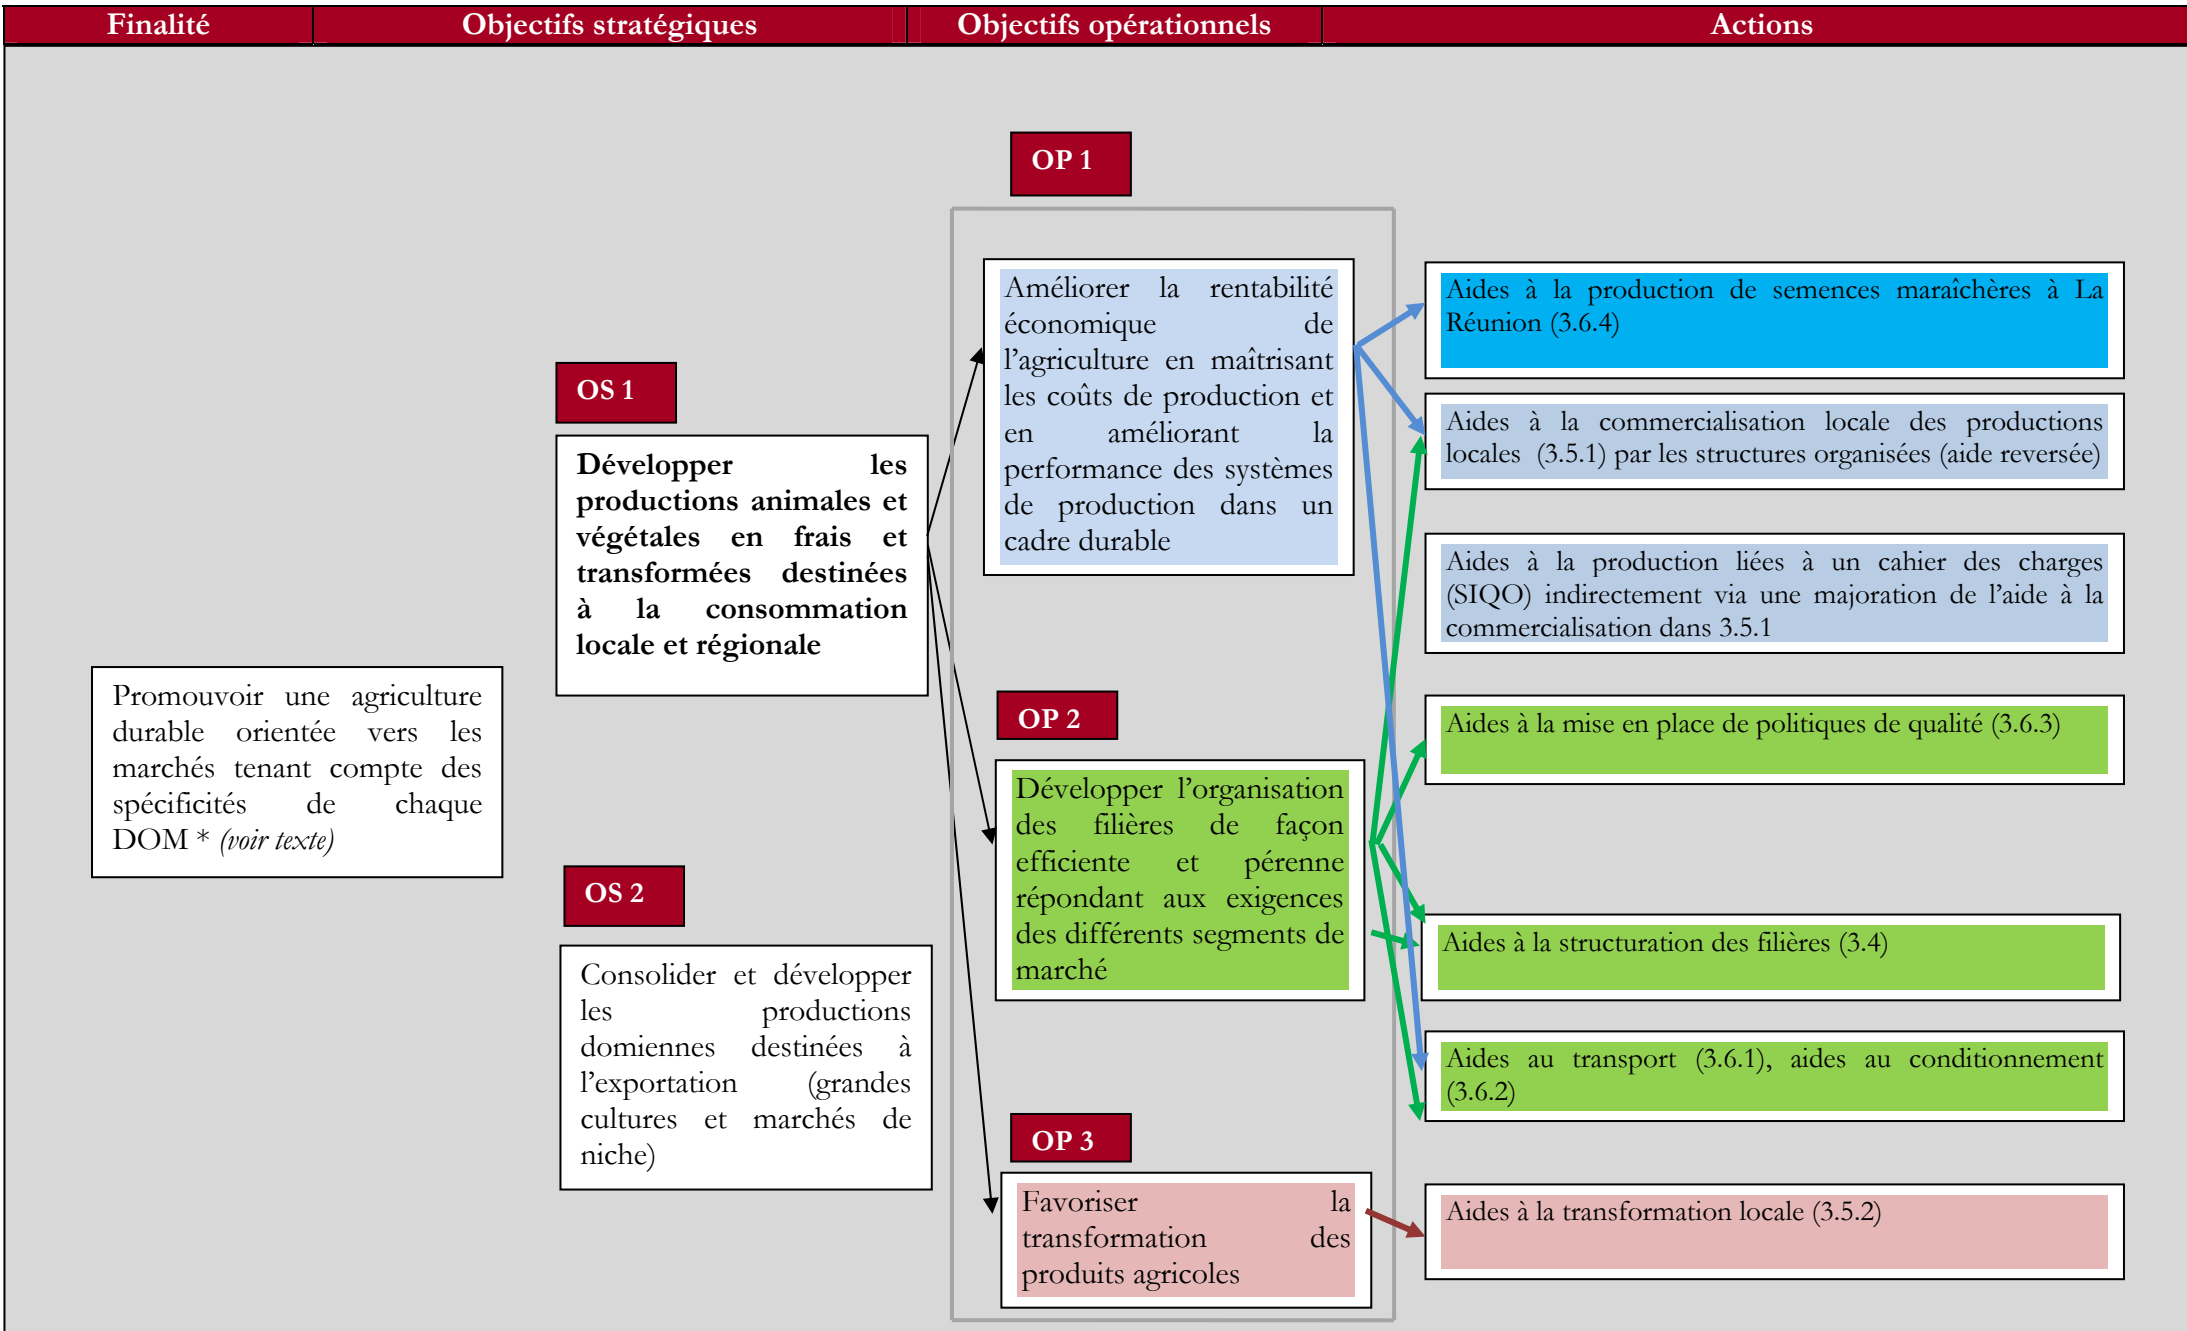 Finalité
Objectifs stratégiques
Objectifs opérationnels
Actions
Promouvoir une agriculture
durable orientée vers les
marchés tenant compte des
spécificités de chaque
DOM * (voir texte)
OS 1
Développer les
productions animales et
végétales en frais et
transformées destinées
à la consommation
locale et régionale
OS 2
Consolider et développer
les productions
domiennes destinées à
l’exportation (grandes
cultures et marchés de
niche)
OP 1
Améliorer la rentabilité
économique de
l’agriculture en maîtrisant
les coûts de production et
en améliorant la
performance des systèmes
de production dans un
cadre durable
OP 2
Développer l’organisation
des filières de façon
efficiente et pérenne
répondant aux exigences
des différents segments de
marché
OP 3
Favoriser la
transformation des
produits agricoles
Aides à la production de semences maraîchères à La
Réunion (3.6.4)
Aides à la commercialisation locale des productions
locales (3.5.1) par les structures organisées (aide reversée)
Aides à la production liées à un cahier des charges
(SIQO) indirectement via une majoration de l’aide à la
commercialisation dans 3.5.1
Aides à la mise en place de politiques de qualité (3.6.3)
Aides à la structuration des filières (3.4)
Aides au transport (3.6.1), aides au conditionnement
(3.6.2)
Aides à la transformation locale (3.5.2)